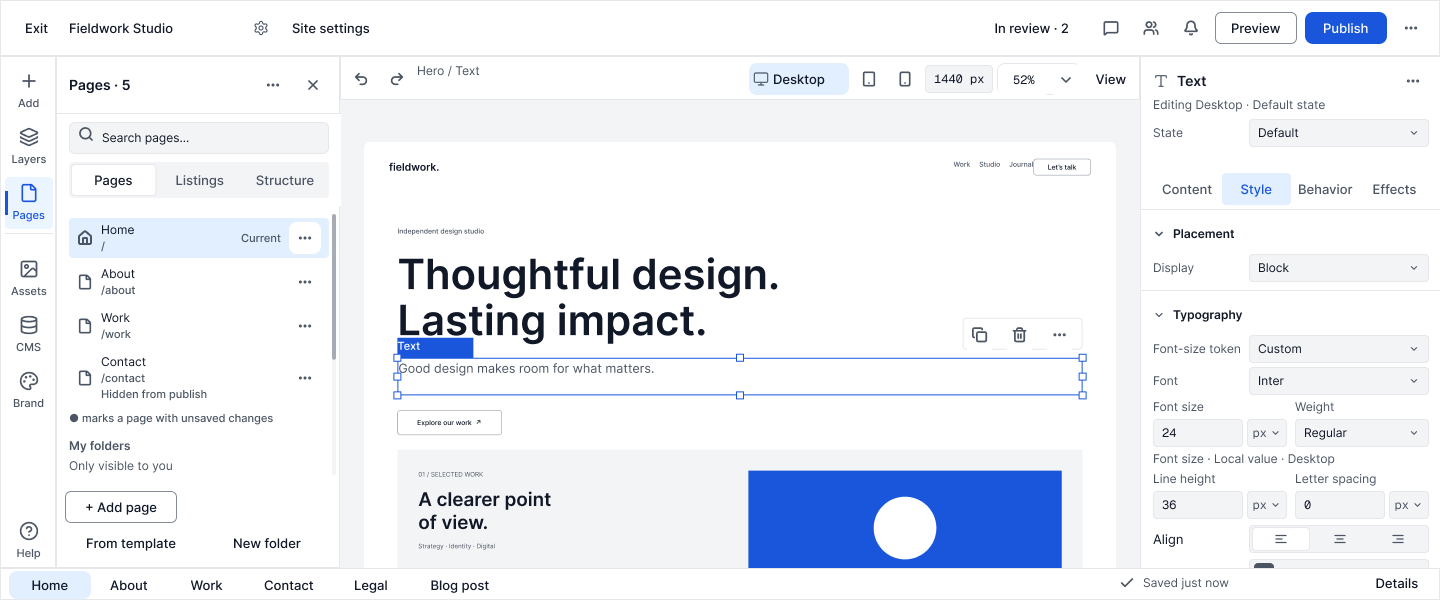 Exit Fieldwork Studio Site settings In review · 2 Preview Publish
Add
Layers
Pages
Assets
CMS
Brand
Help
Pages · 5
Search pages...
Pages Listings Structure
Home
/
Current
About
/about
Work
/work
Contact
/contact
Hidden from publish
marks a page with unsaved changes
My folders
Only visible to you
+ Add page
From template New folder
Hero / Text
Desktop 1440 px 52% View
fieldwork.
Work Studio Journal Let's talk
Independent design studio
Thoughtful design.
Lasting impact.
Text
Good design makes room for what matters.
Explore our work ↗
01 / SELECTED WORK
A clearer point
of view.
Strategy · Identity · Digital
Text
Editing Desktop · Default state
State Default
Content Style Behavior Effects
Placement
Display Block
Typography
Font-size token Custom
Font Inter
Font size Weight
24 px Regular
Font size · Local value · Desktop
Line height Letter spacing
36 px 0 px
Align
Home About Work Contact Legal Blog post
Saved just now Details